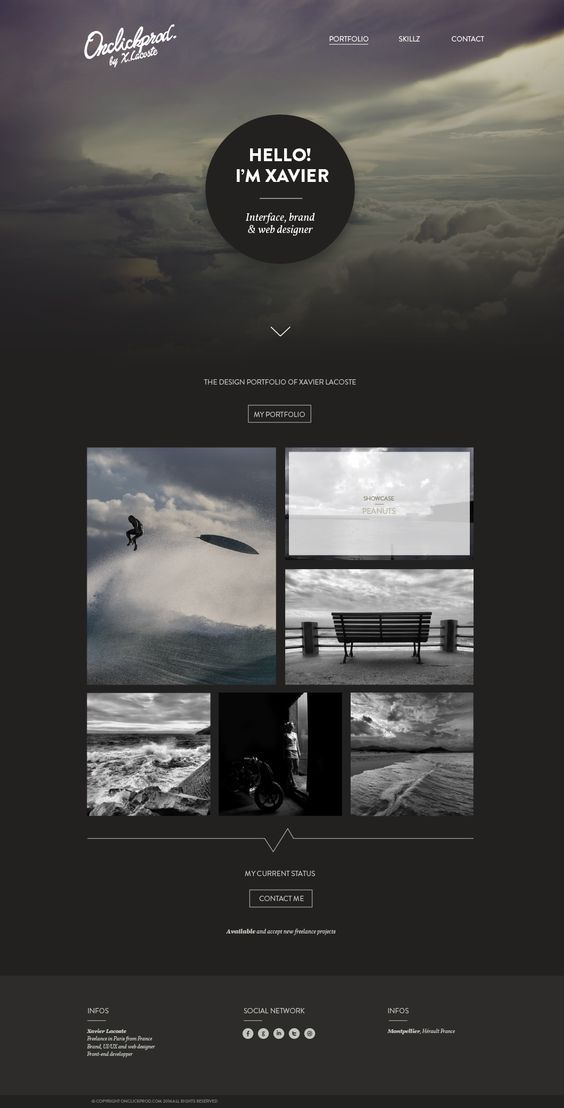 Onclickprod.
by X.Lacoste
PORTFOLIO
SKILLZ
CONTACT
HELLO!
I'M XAVIER
Interface, brand
& web designer
THE DESIGN PORTFOLIO OF XAVIER LACOSTE
MY PORTFOLIO
SHOWCASE
PEANUTS
MY CURRENT STATUS
CONTACT ME
Available and accept new freelance projects
INFOS
Xavier Lacoste
Freelance in Paris from France
Brand, UI/UX and web designer
Front-end developper
SOCIAL NETWORK
INFOS
Montpellier, Hérault France
© COPYRIGHT ONCLICKPROD.COM 2014 ALL RIGHTS RESERVED